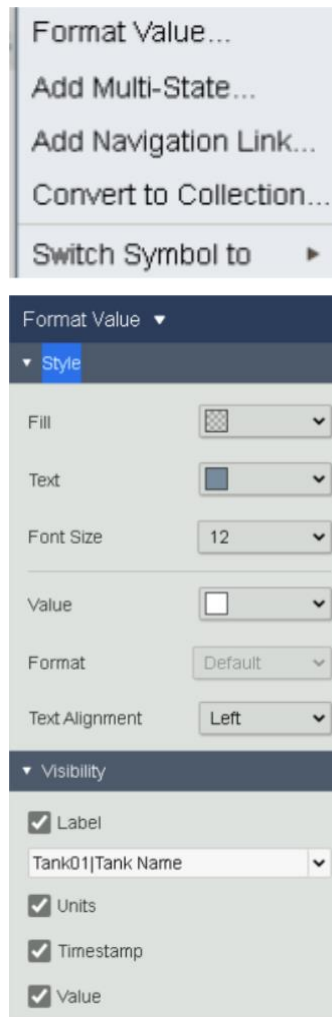 Format Value...
Add Multi-State...
Add Navigation Link...
Convert to Collection...
Switch Symbol to
Format Value
Style
Fill
Text
Font Size 12
Value
Format Default
Text Alignment Left
Visibility
Label
Tank01|Tank Name
Units
Timestamp
Value